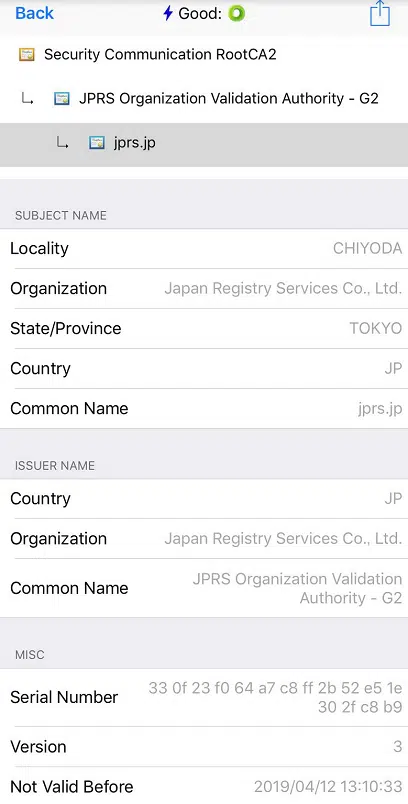 Back
Good:
Security Communication RootCA2
JPRS Organization Validation Authority - G2
jprs.jp
SUBJECT NAME
Locality CHIYODA
Organization Japan Registry Services Co., Ltd.
State/Province TOKYO
Country JP
Common Name jprs.jp
ISSUER NAME
Country JP
Organization Japan Registry Services Co., Ltd.
Common Name JPRS Organization Validation
Authority - G2
MISC
Serial Number 33 0f 23 f0 64 a7 c8 ff 2b 52 e5 1e
30 2f c8 b9
Version 3
Not Valid Before 2019/04/12 13:10:33